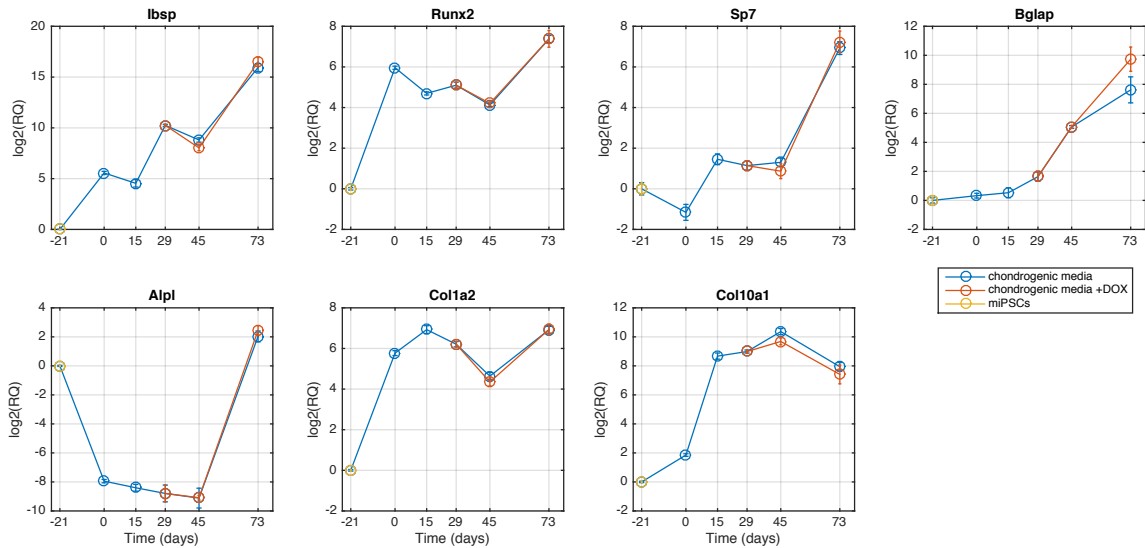 Ibsp
20
15
10
5
0
log2(RQ)
-21 0 15 29 45 73
Runx2
8
6
4
2
0
-2
log2(RQ)
-21 0 15 29 45 73
Sp7
8
6
4
2
0
-2
log2(RQ)
-21 0 15 29 45 73
Bglap
12
10
8
6
4
2
0
-2
log2(RQ)
-21 0 15 29 45 73
chondrogenic media
chondrogenic media +DOX
miPSCs
Alpl
4
2
0
-2
-4
-6
-8
-10
log2(RQ)
-21 0 15 29 45 73
Time (days)
Col1a2
8
6
4
2
0
-2
log2(RQ)
-21 0 15 29 45 73
Time (days)
Col10a1
12
10
8
6
4
2
0
-2
log2(RQ)
-21 0 15 29 45 73
Time (days)